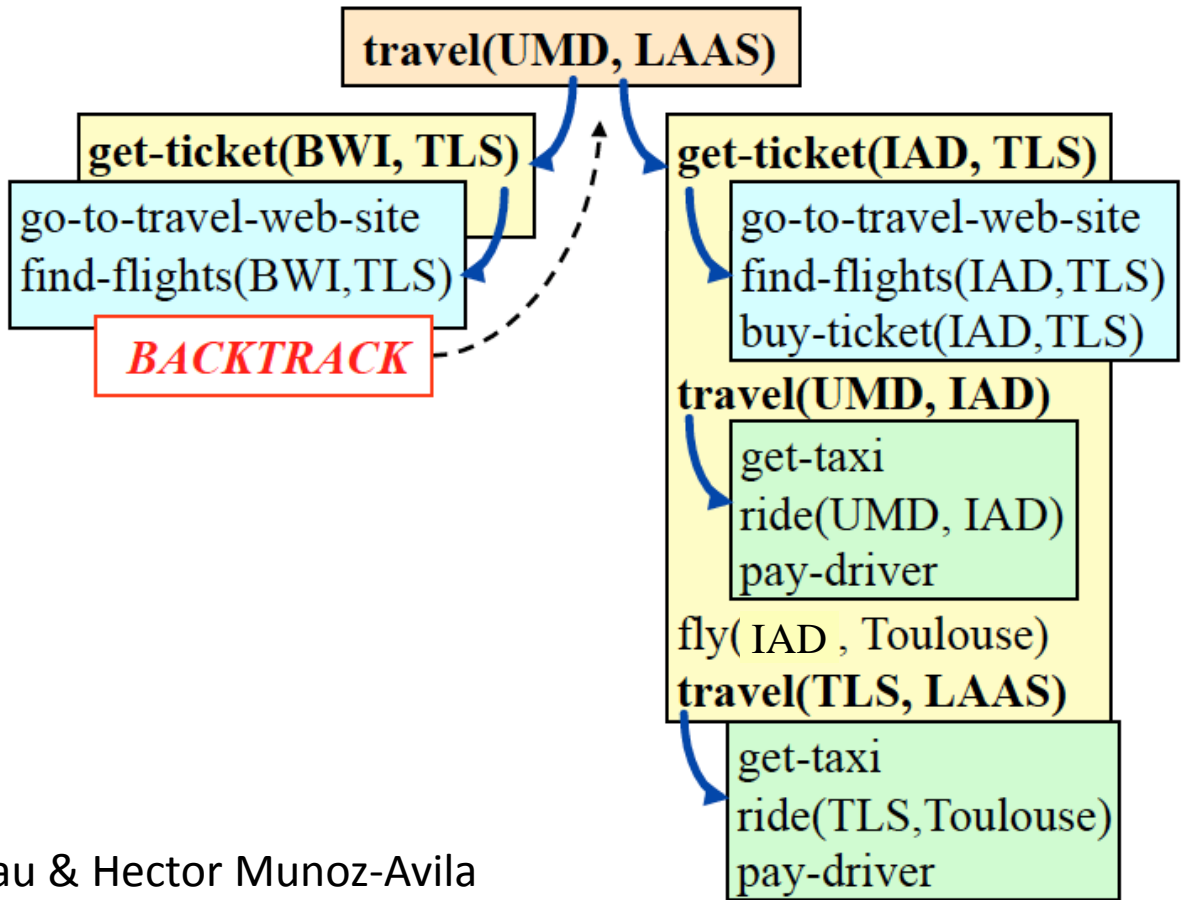 travel(UMD, LAAS)
get-ticket(BWI, TLS)
go-to-travel-web-site
find-flights(BWI,TLS)
BACKTRACK
get-ticket(IAD, TLS)
go-to-travel-web-site
find-flights(IAD,TLS)
buy-ticket(IAD,TLS)
travel(UMD, IAD)
get-taxi
ride(UMD, IAD)
pay-driver
fly( IAD , Toulouse)
travel(TLS, LAAS)
get-taxi
ride(TLS,Toulouse)
pay-driver
au & Hector Munoz-Avila